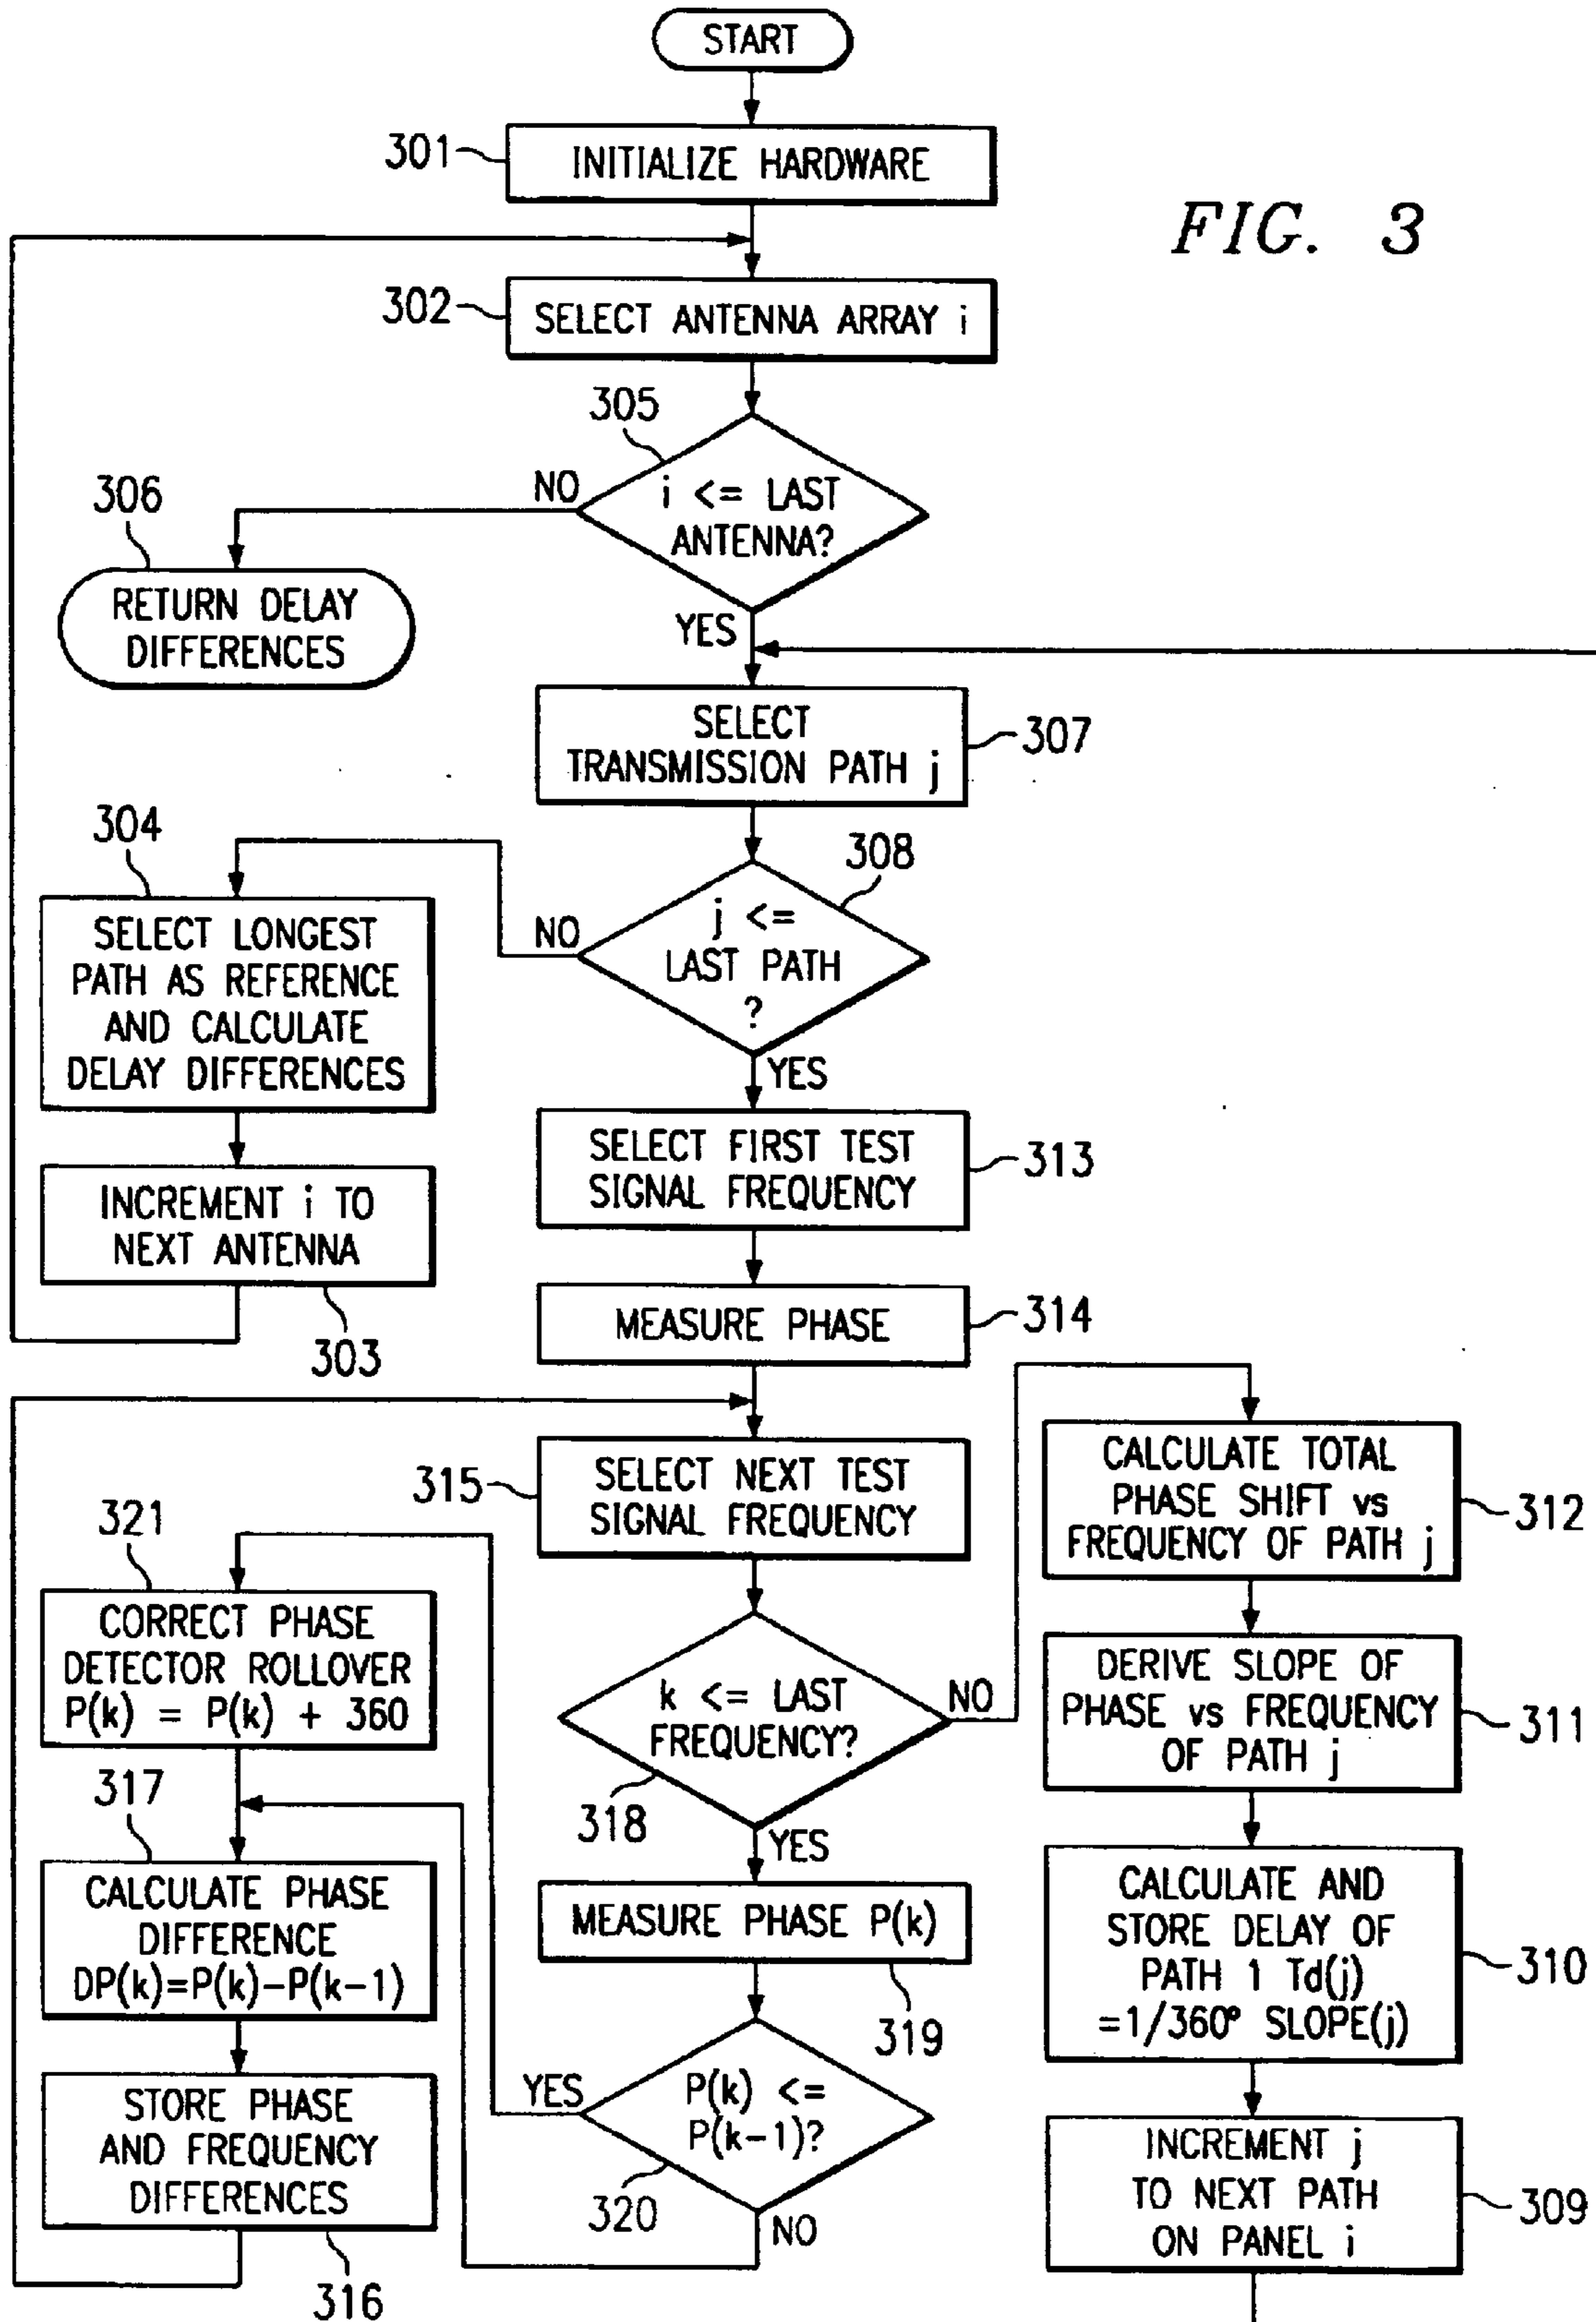 START
301
INITIALIZE HARDWARE
FIG. 3
302
SELECT ANTENNA ARRAY i
305
i <= LAST
ANTENNA?
NO
YES
306
RETURN DELAY
DIFFERENCES
SELECT
TRANSMISSION PATH j
307
308
j <=
LAST PATH
?
NO
YES
304
SELECT LONGEST
PATH AS REFERENCE
AND CALCULATE
DELAY DIFFERENCES
INCREMENT i TO
NEXT ANTENNA
303
SELECT FIRST TEST
SIGNAL FREQUENCY
313
MEASURE PHASE
314
315
SELECT NEXT TEST
SIGNAL FREQUENCY
k <= LAST
FREQUENCY?
318
NO
YES
MEASURE PHASE P(k)
319
P(k) <=
P(k-1)?
320
YES
NO
321
CORRECT PHASE
DETECTOR ROLLOVER
P(k) = P(k) + 360
317
CALCULATE PHASE
DIFFERENCE
DP(k)=P(k)-P(k-1)
STORE PHASE
AND FREQUENCY
DIFFERENCES
316
CALCULATE TOTAL
PHASE SHIFT vs
FREQUENCY OF PATH j
312
DERIVE SLOPE OF
PHASE vs FREQUENCY
OF PATH j
311
CALCULATE AND
STORE DELAY OF
PATH 1 Td(j)
=1/360° SLOPE(j)
310
INCREMENT j
TO NEXT PATH
ON PANEL i
309